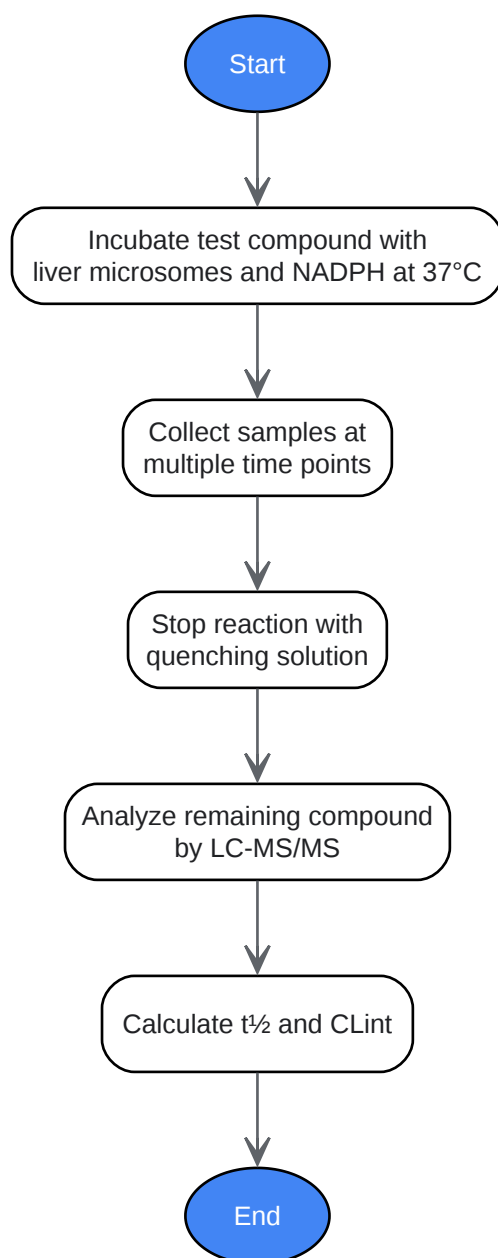 Start
Incubate test compound with
liver microsomes and NADPH at 37°C
Collect samples at
multiple time points
Stop reaction with
quenching solution
Analyze remaining compound
by LC-MS/MS
Calculate t½ and CLint
End